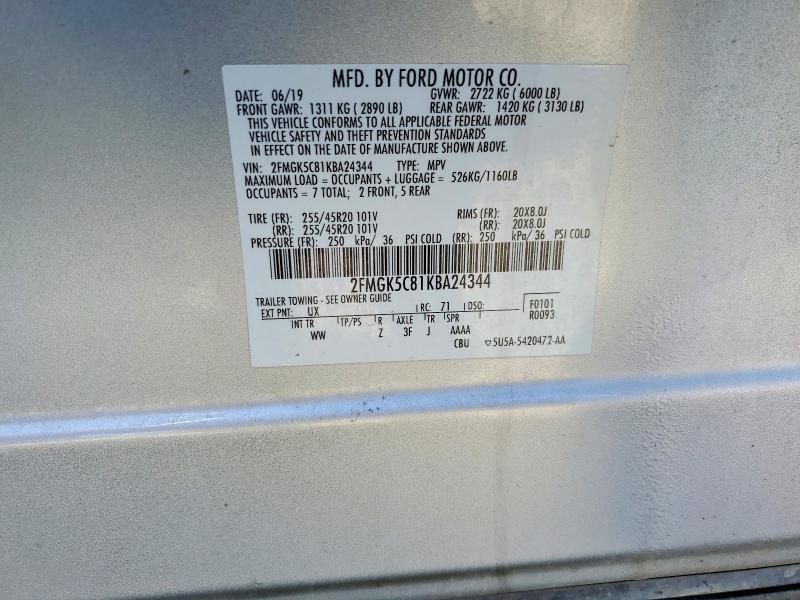 MFD. BY FORD MOTOR CO.
DATE: 06/19 GVWR: 2722 KG ( 6000 LB)
FRONT GAWR: 1311 KG ( 2890 LB) REAR GAWR: 1420 KG ( 3130 LB)
THIS VEHICLE CONFORMS TO ALL APPLICABLE FEDERAL MOTOR
VEHICLE SAFETY AND THEFT PREVENTION STANDARDS
IN EFFECT ON THE DATE OF MANUFACTURE SHOWN ABOVE.
VIN: 2FMGK5C81KBA24344 TYPE: MPV
MAXIMUM LOAD = OCCUPANTS + LUGGAGE = 526KG/1160LB
OCCUPANTS = 7 TOTAL; 2 FRONT, 5 REAR
TIRE (FR): 255/45R20 101V RIMS (FR): 20X8.0J
(RR): 255/45R20 101V (RR): 20X8.0J
PRESSURE (FR): 250 kPa/ 36 PSI COLD (RR): 250 kPa/ 36 PSI COLD
2FMGK5C81KBA24344
TRAILER TOWING - SEE OWNER GUIDE
EXT PNT: UX RC: 71 DSO: F0101
INT TR TP/PS R AXLE TR SPR R0093
WW Z 3F J AAAA
CBU ▽5U5A-5420472-AA